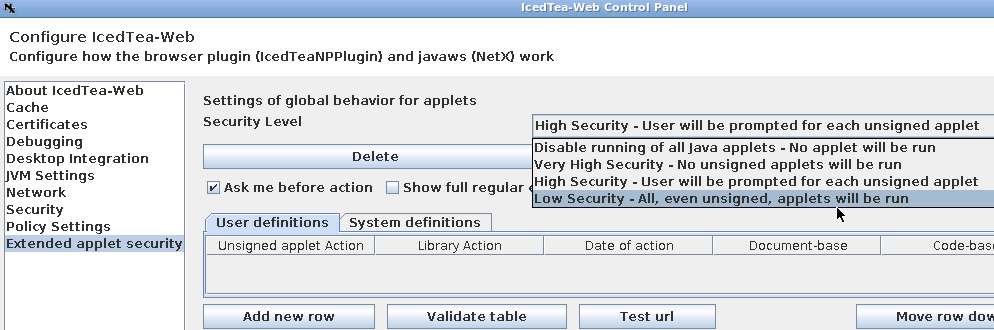 IcedTea-Web Control Panel
Configure IcedTea-Web
Configure how the browser plugin (IcedTeaNPPlugin) and javaws (NetX) work
About IcedTea-Web
Cache
Certificates
Debugging
Desktop Integration
JVM Settings
Network
Security
Policy Settings
Extended applet security
Settings of global behavior for applets
Security Level
High Security - User will be prompted for each unsigned applet
Disable running of all Java applets - No applet will be run
Very High Security - No unsigned applets will be run
High Security - User will be prompted for each unsigned applet
Low Security - All, even unsigned, applets will be run
Delete
Ask me before action Show full regular
User definitions System definitions
Unsigned applet Action Library Action Date of action Document-base Code-bas
Add new row Validate table Test url Move row dow